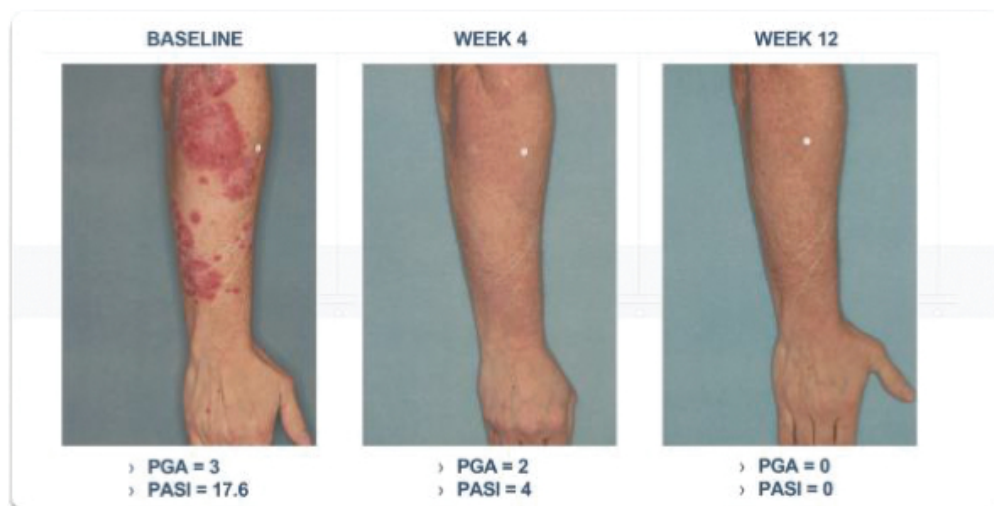 BASELINE
WEEK 4
WEEK 12
› PGA = 3
› PASI = 17.6
› PGA = 2
› PASI = 4
› PGA = 0
› PASI = 0